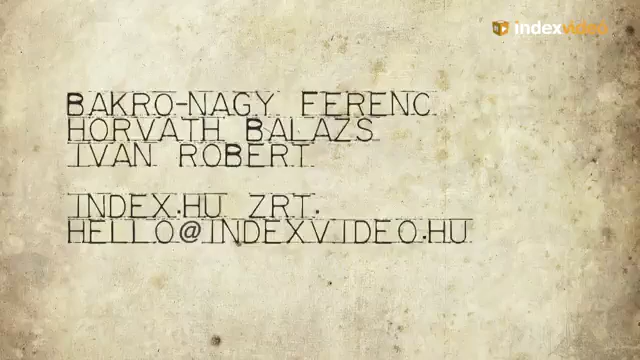 indexvideó
BAKRO-NAGY FERENC
HORVATH BALAZS
IVAN ROBERT
INDEX.HU ZRT.
HELLO@INDEXVIDEO.HU